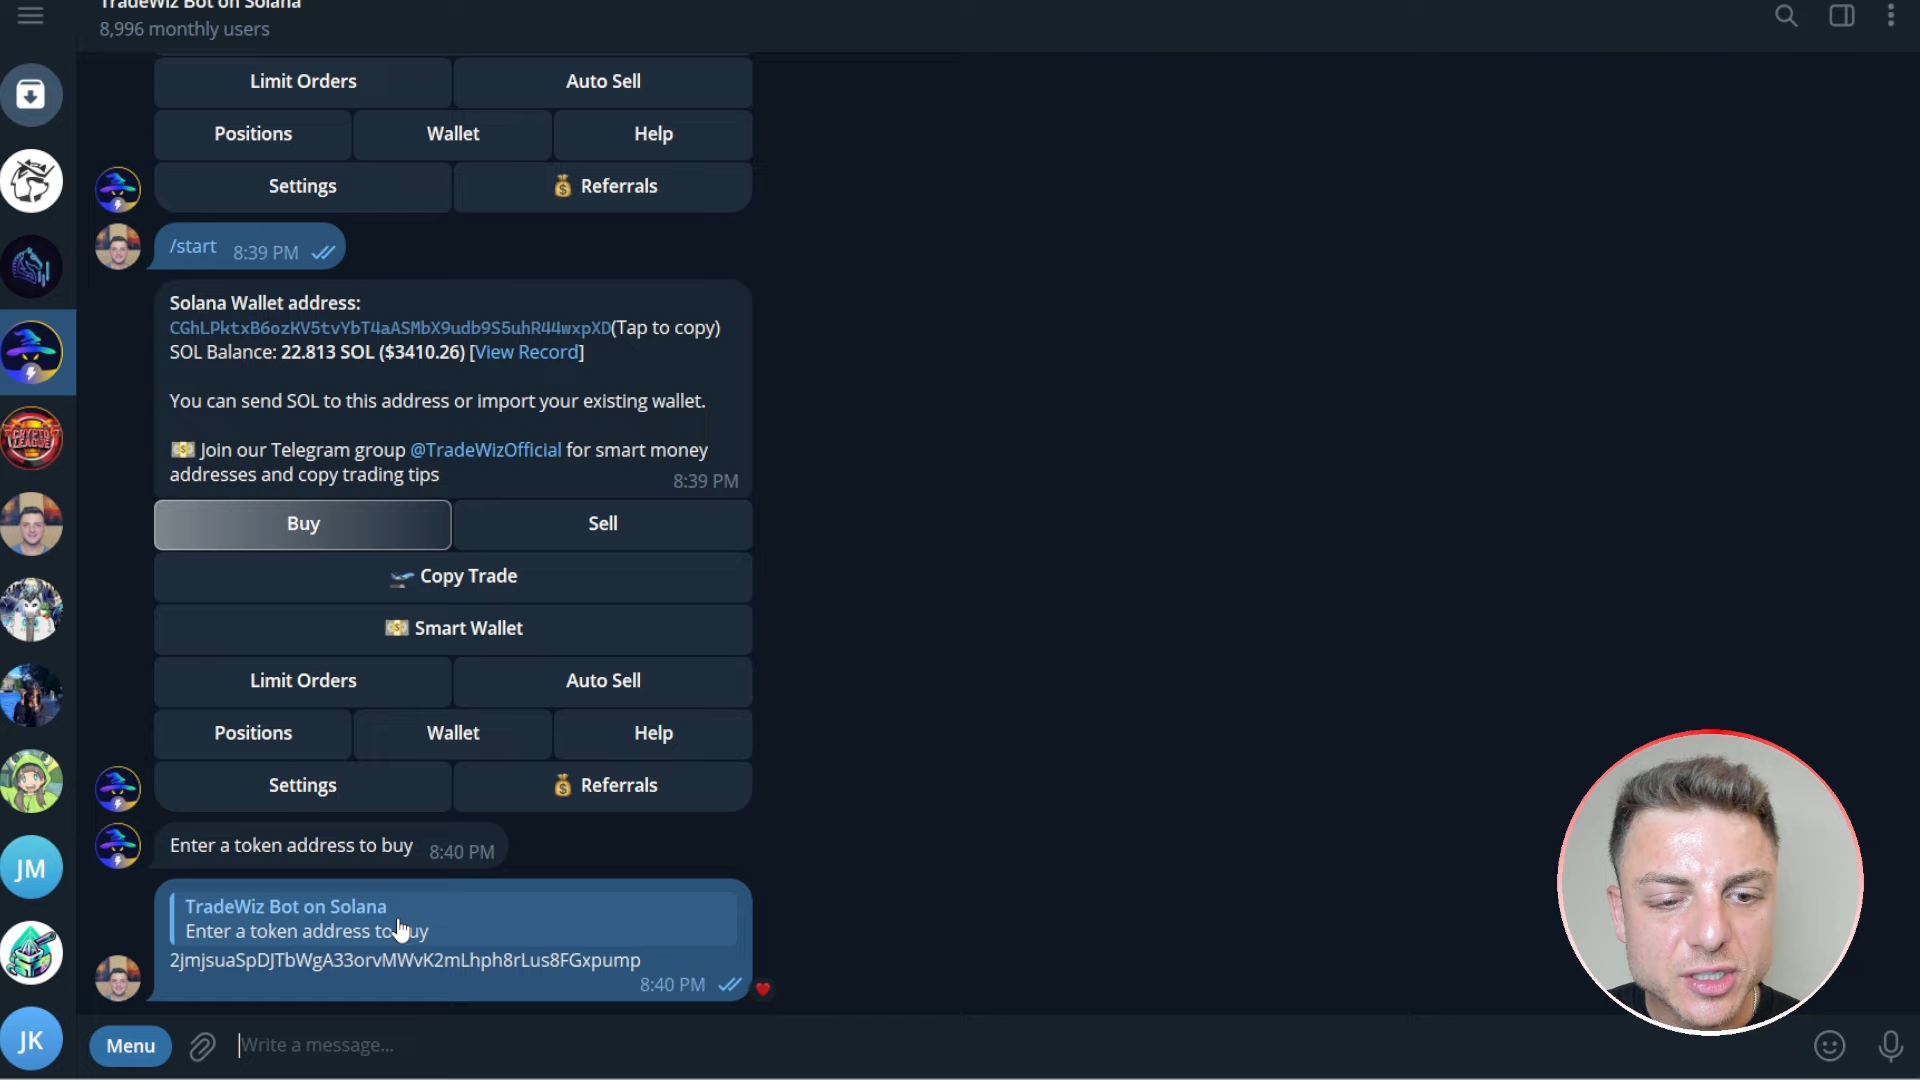 TradeWiz Bot on Solana
8,996 monthly users
Limit Orders
Auto Sell
Positions
Wallet
Help
Settings
Referrals
/start 8:39 PM
Solana Wallet address:
CGhLPktxB6ozKV5tvYbT4aASMbX9udb9S5uhR44wxpXD(Tap to copy)
SOL Balance: 22.813 SOL ($3410.26) [View Record]
You can send SOL to this address or import your existing wallet.
Join our Telegram group @TradeWizOfficial for smart money
addresses and copy trading tips
8:39 PM
Buy
Sell
Copy Trade
Smart Wallet
Limit Orders
Auto Sell
Positions
Wallet
Help
Settings
Referrals
Enter a token address to buy 8:40 PM
TradeWiz Bot on Solana
Enter a token address to buy
2jmjsuaSpDJTbWgA33orvMWvK2mLhph8rLus8FGxpump
8:40 PM
JM
CRYPTO
LEAGUE
JK
Menu
Write a message...